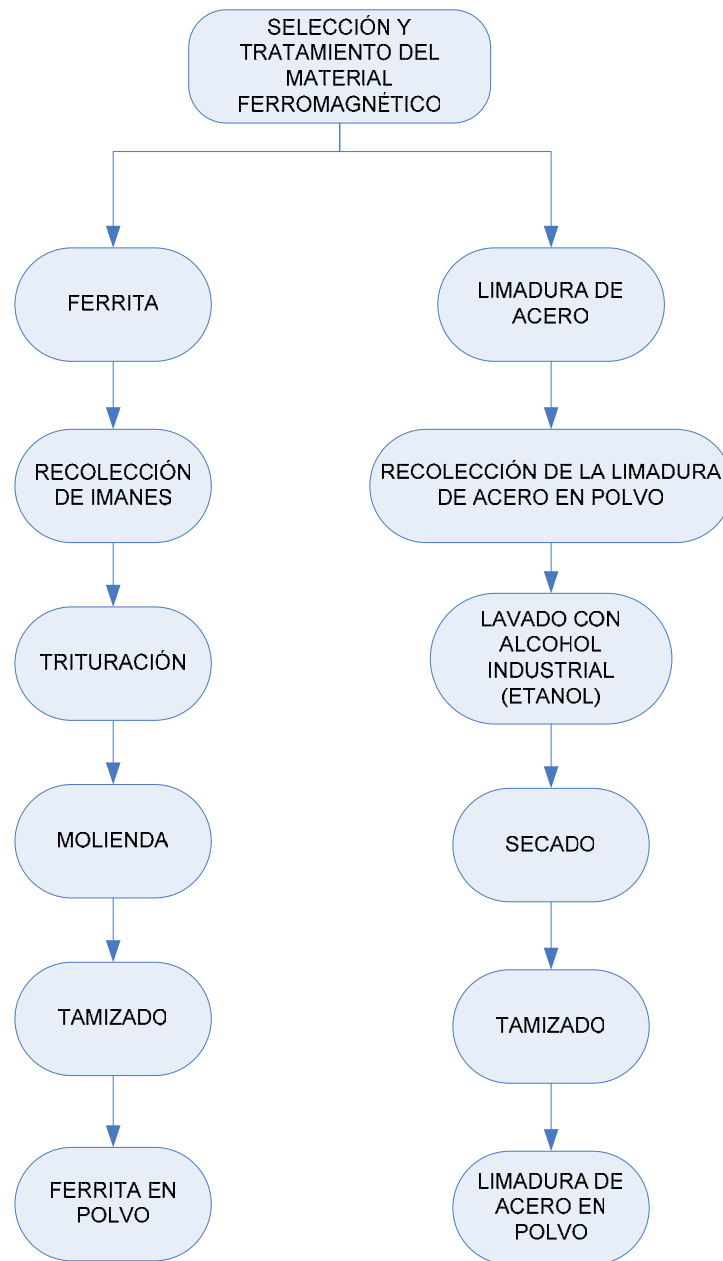 SELECCIÓN Y
TRATAMIENTO DEL
MATERIAL
FERROMAGNÉTICO
FERRITA
LIMADURA DE
ACERO
RECOLECCIÓN
DE IMANES
RECOLECCIÓN DE LA LIMADURA
DE ACERO EN POLVO
TRITURACIÓN
LAVADO CON
ALCOHOL
INDUSTRIAL
(ETANOL)
MOLIENDA
SECADO
TAMIZADO
TAMIZADO
FERRITA EN
POLVO
LIMADURA DE
ACERO EN
POLVO